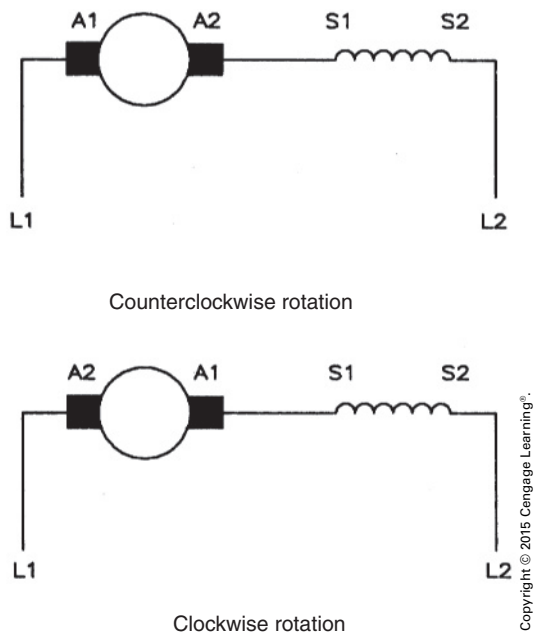 A1 A2 S1 S2
L1 L2
Counterclockwise rotation
A2 A1 S1 S2
L1 L2
Clockwise rotation
Copyright © 2015 Cengage Learning®.